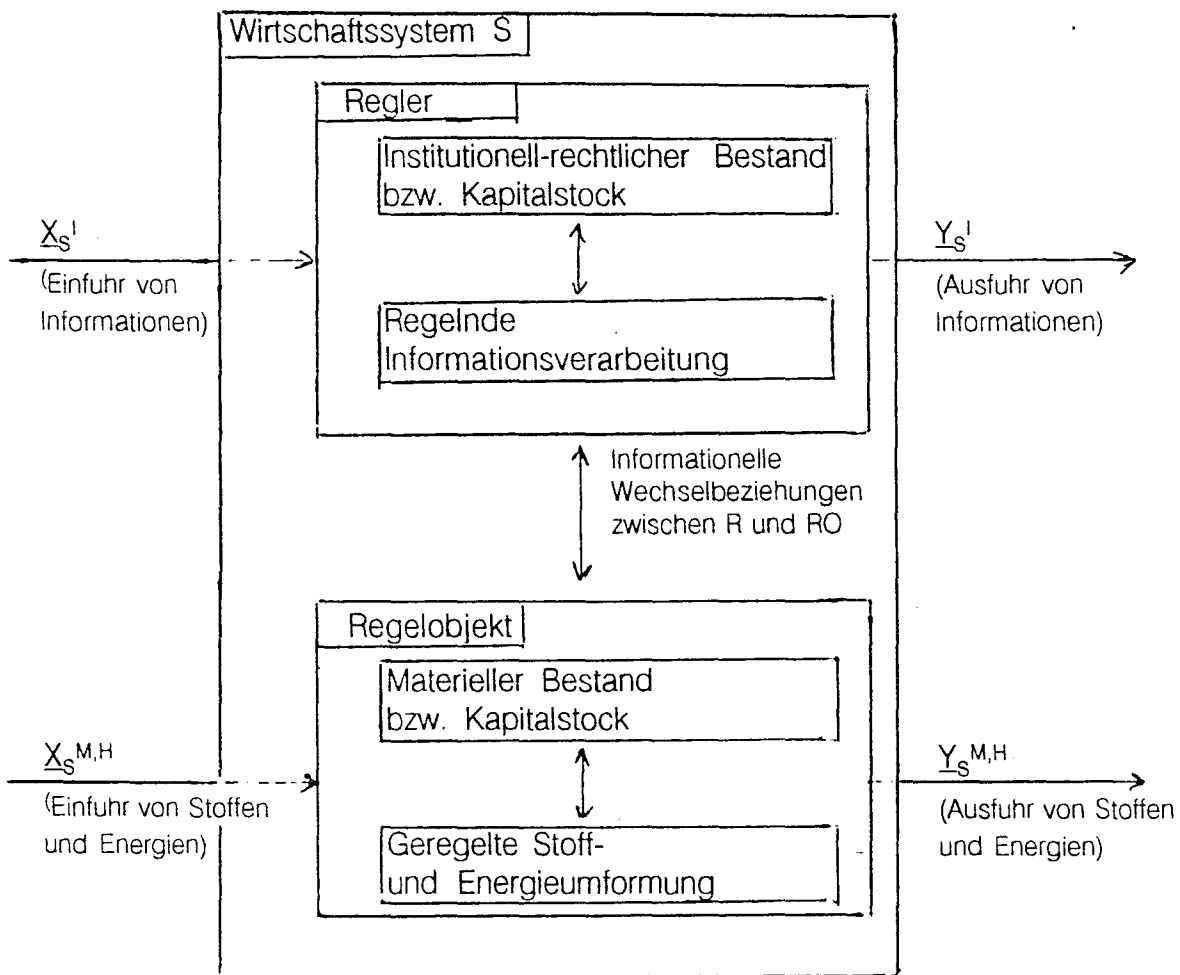 Wirtschaftssystem S
Regler
Institutionell-rechtlicher Bestand
bzw. Kapitalstock
X_S^I
(Einfuhr von
Informationen)
Y_S^I
(Ausfuhr von
Informationen)
Regelnde
Informationsverarbeitung
Informationelle
Wechselbeziehungen
zwischen R und RO
Regelobjekt
Materieller Bestand
bzw. Kapitalstock
X_S^M,H
(Einfuhr von Stoffen
und Energien)
Y_S^M,H
(Ausfuhr von Stoffen
und Energien)
Geregelte Stoff-
und Energieumformung